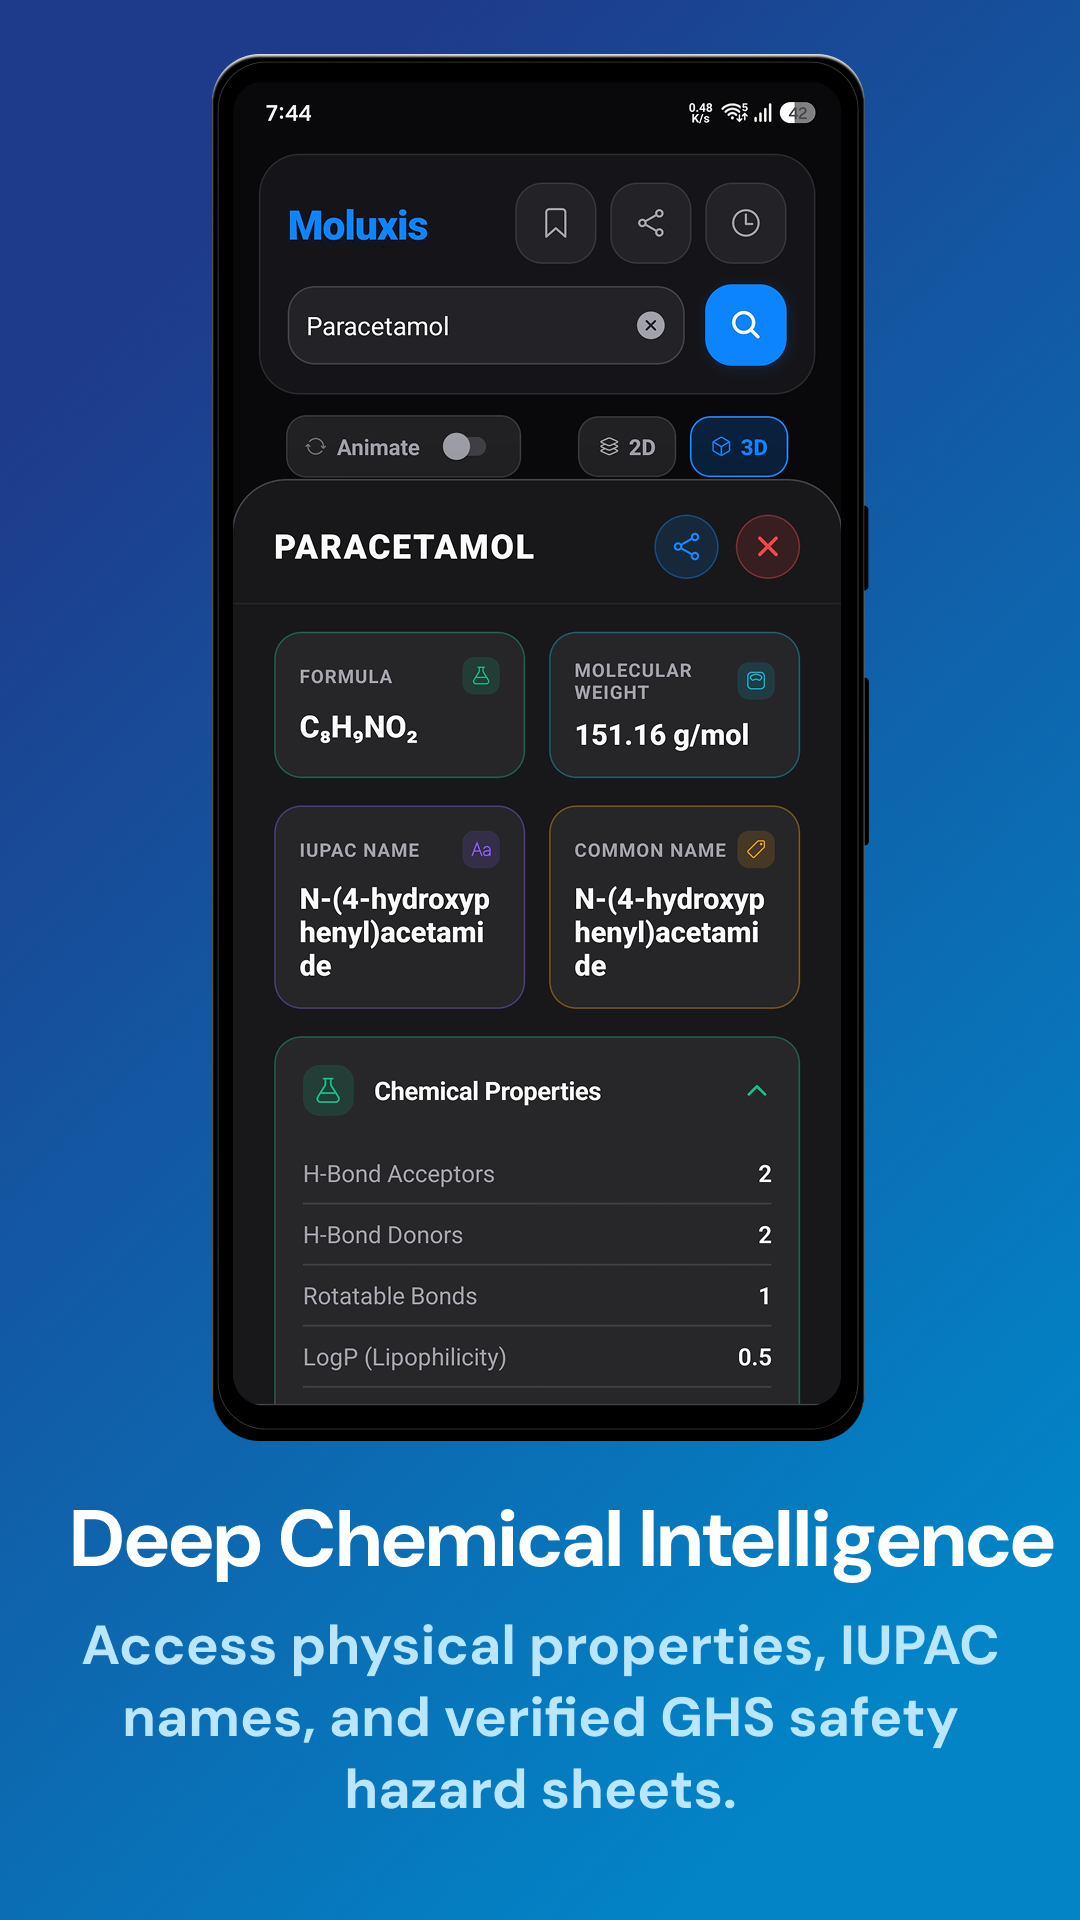 7:44
0.48
K/s
5
42
Moluxis
Paracetamol
Animate
2D
3D
PARACETAMOL
FORMULA
C₈H₉NO₂
MOLECULAR
WEIGHT
151.16 g/mol
IUPAC NAME
Aa
N-(4-hydroxyp
henyl)acetami
de
COMMON NAME
N-(4-hydroxyp
henyl)acetami
de
Chemical Properties
H-Bond Acceptors 2
H-Bond Donors 2
Rotatable Bonds 1
LogP (Lipophilicity) 0.5
Deep Chemical Intelligence
Access physical properties, IUPAC
names, and verified GHS safety
hazard sheets.